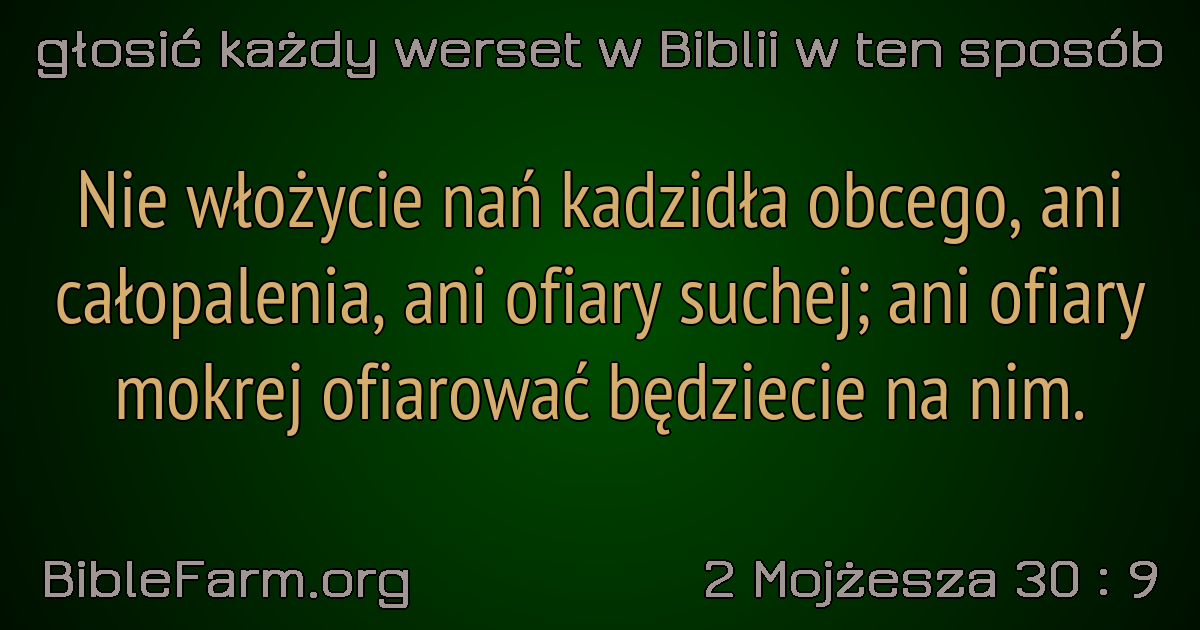 głosić każdy werset w Biblii w ten sposób
Nie włożycie nań kadzidła obcego, ani
całopalenia, ani ofiary suchej; ani ofiary
mokrej ofiarować będziecie na nim.
BibleFarm.org
2 Mojżesza 30 : 9